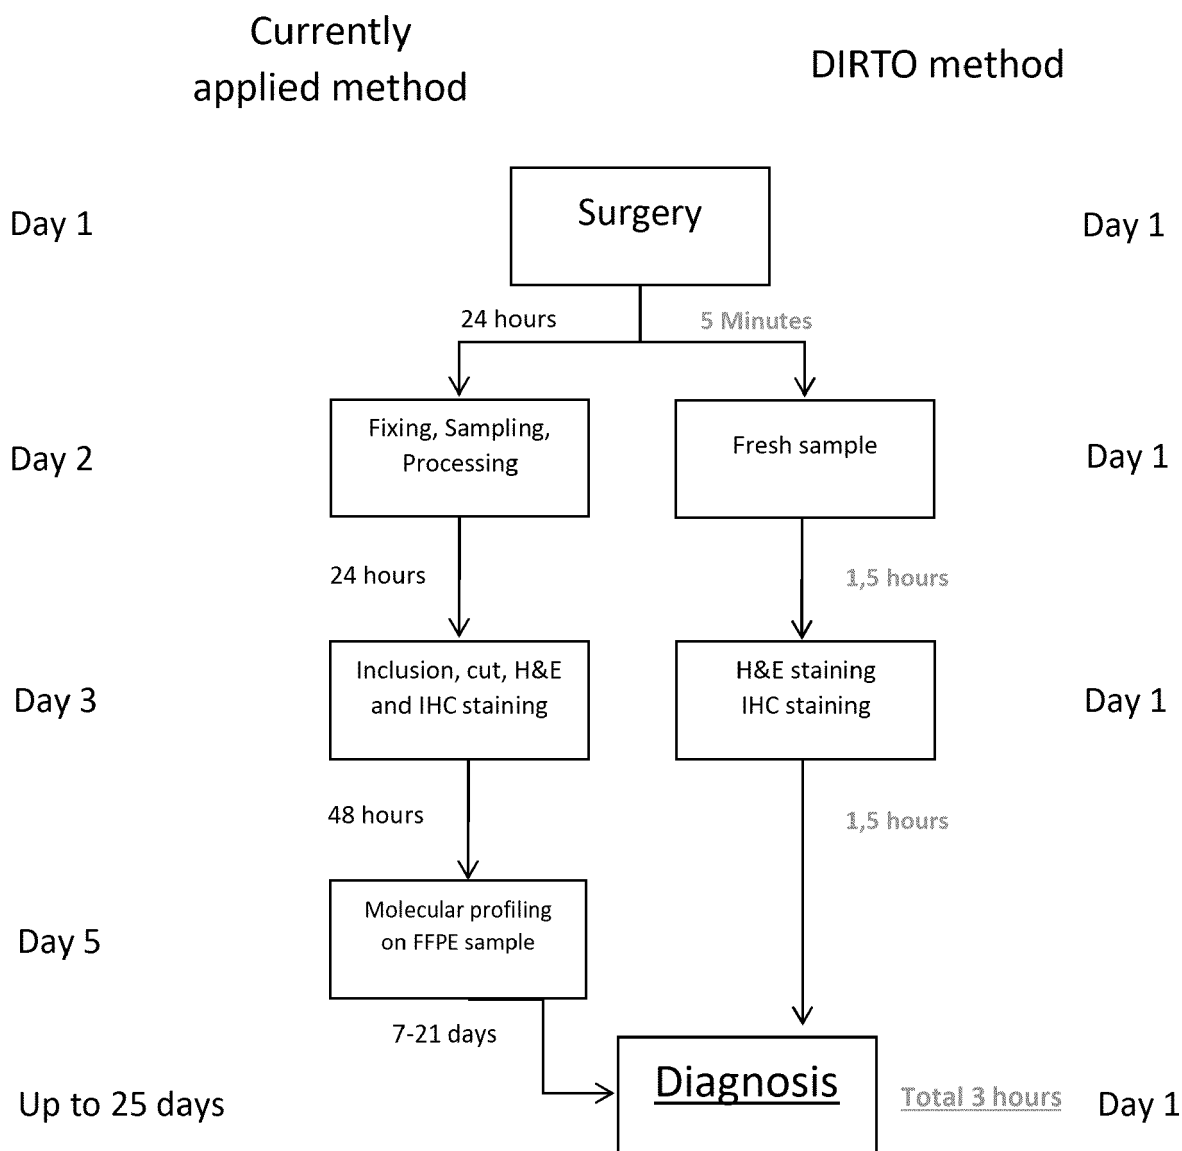 Currently
applied method
DIRTO method
Surgery
Day 1
Day 1
24 hours
5 Minutes
Fixing, Sampling,
Processing
Fresh sample
Day 2
Day 1
24 hours
1,5 hours
Inclusion, cut, H&E
and IHC staining
H&E staining
IHC staining
Day 3
Day 1
48 hours
1,5 hours
Molecular profiling
on FFPE sample
Day 5
7-21 days
Diagnosis
Total 3 hours
Up to 25 days
Day 1